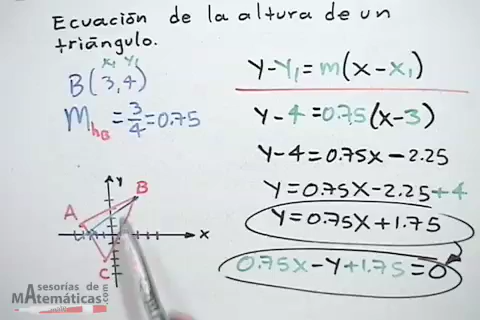 Ecuación de la altura de un
triángulo.
x₁ y₁
B(3,4)
m_hB = 3/4 = 0.75
y-y₁=m(x-x₁)
y-4=0.75(x-3)
y-4=0.75x-2.25
y=0.75x-2.25+4
y=0.75x+1.75
0.75x-y+1.75=0
y
B
A
x
C
Asesorías de
Matemáticas.com